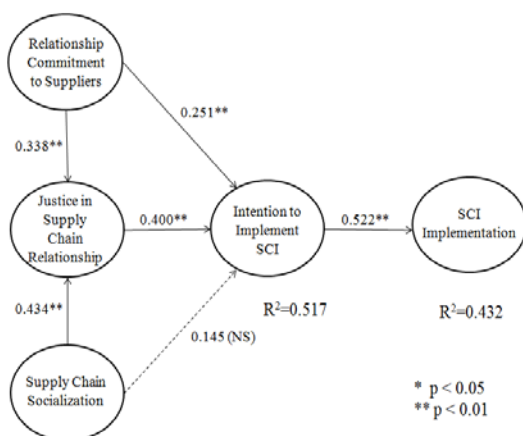 Relationship
Commitment
to Suppliers
0.251**
0.338**
Justice in
Supply
Chain
Relationship
0.400**
Intention to
Implement
SCI
0.522**
SCI
Implementation
R²=0.517
R²=0.432
0.434**
0.145 (NS)
Supply Chain
Socialization
* p < 0.05
** p < 0.01